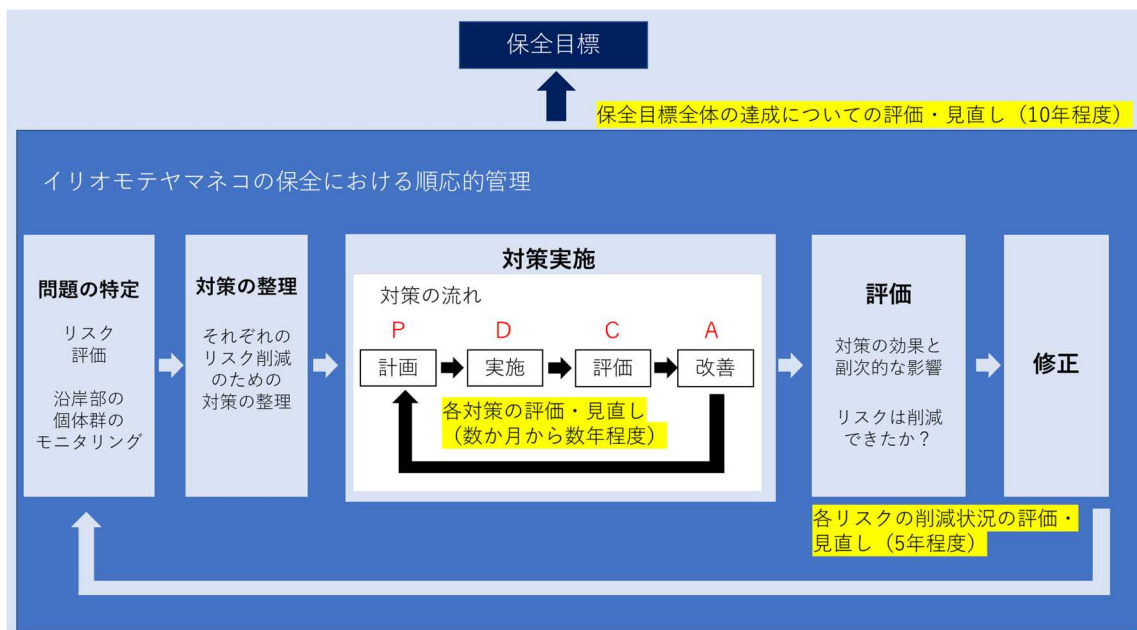 保全目標
保全目標全体の達成についての評価・見直し（10年程度）
イリオモテヤマネコの保全における順応的管理
問題の特定
リスク
評価
沿岸部の
個体群の
モニタリング
対策の整理
それぞれの
リスク削減
のための
対策の整理
対策実施
対策の流れ
P
D
C
A
計画
実施
評価
改善
各対策の評価・見直し
（数か月から数年程度）
評価
対策の効果と
副次的な影響
リスクは削減
できたか？
修正
各リスクの削減状況の評価・
見直し（5年程度）